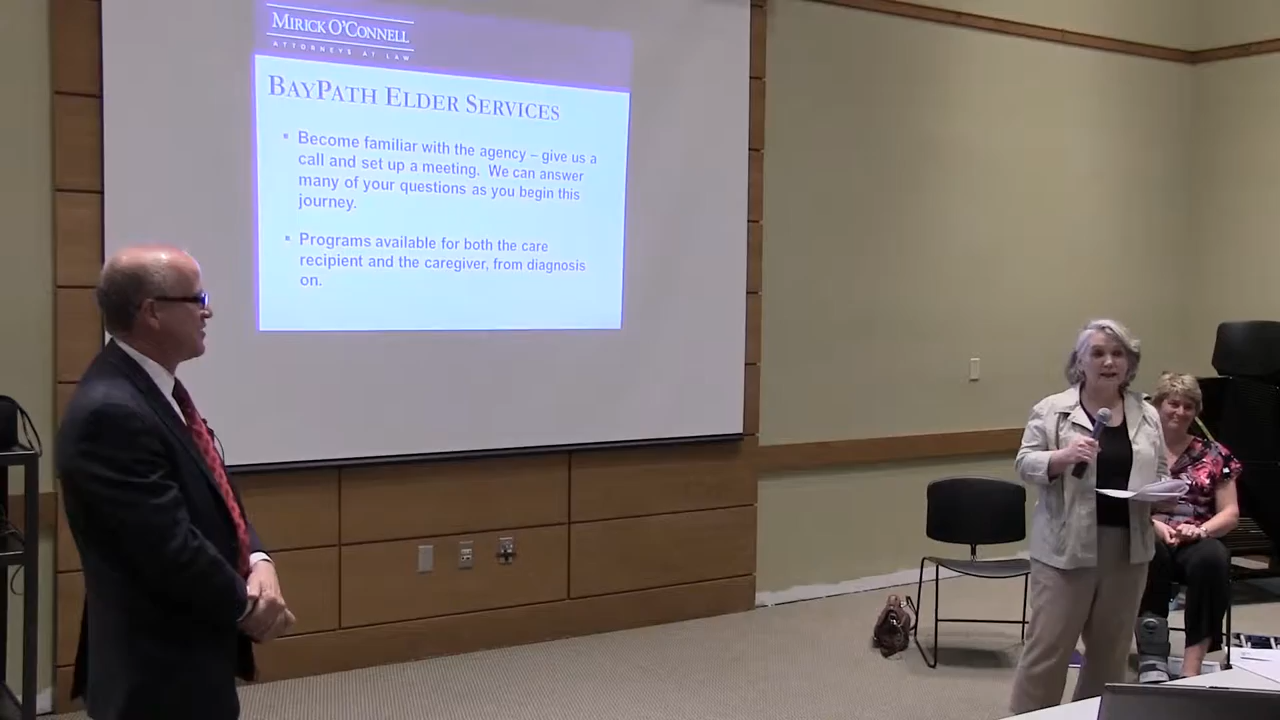 MIRICK O'CONNELL
ATTORNEYS AT LAW
BAYPATH ELDER SERVICES
▪ Become familiar with the agency – give us a
call and set up a meeting. We can answer
many of your questions as you begin this
journey.
▪ Programs available for both the care
recipient and the caregiver, from diagnosis
on.